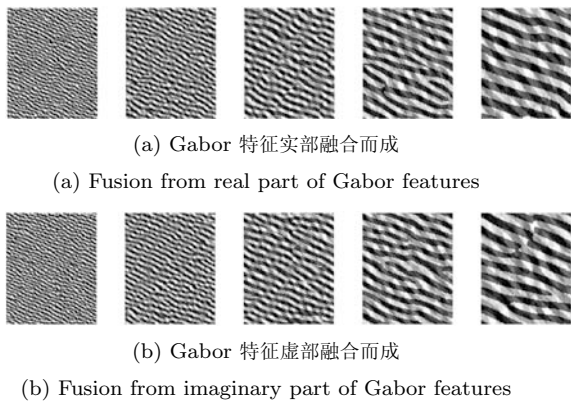 (a) Gabor 特征实部融合而成
(a) Fusion from real part of Gabor features
(b) Gabor 特征虚部融合而成
(b) Fusion from imaginary part of Gabor features